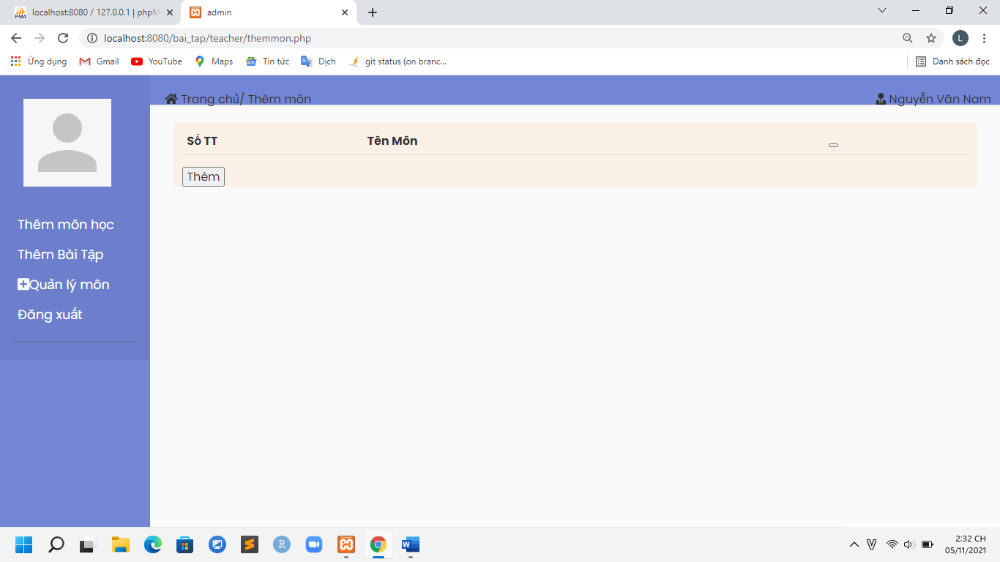 localhost:8080 / 127.0.0.1 | phpM
admin
localhost:8080/bai_tap/teacher/themmon.php
L
Ứng dụng
Gmail
YouTube
Maps
Tin tức
Dịch
git status (on branc...
Danh sách đọc
Trang chủ/ Thêm môn
Nguyễn Văn Nam
Số TT
Tên Môn
Thêm
Thêm môn học
Thêm Bài Tập
Quản lý môn
Đăng xuất
2:32 CH
05/11/2021